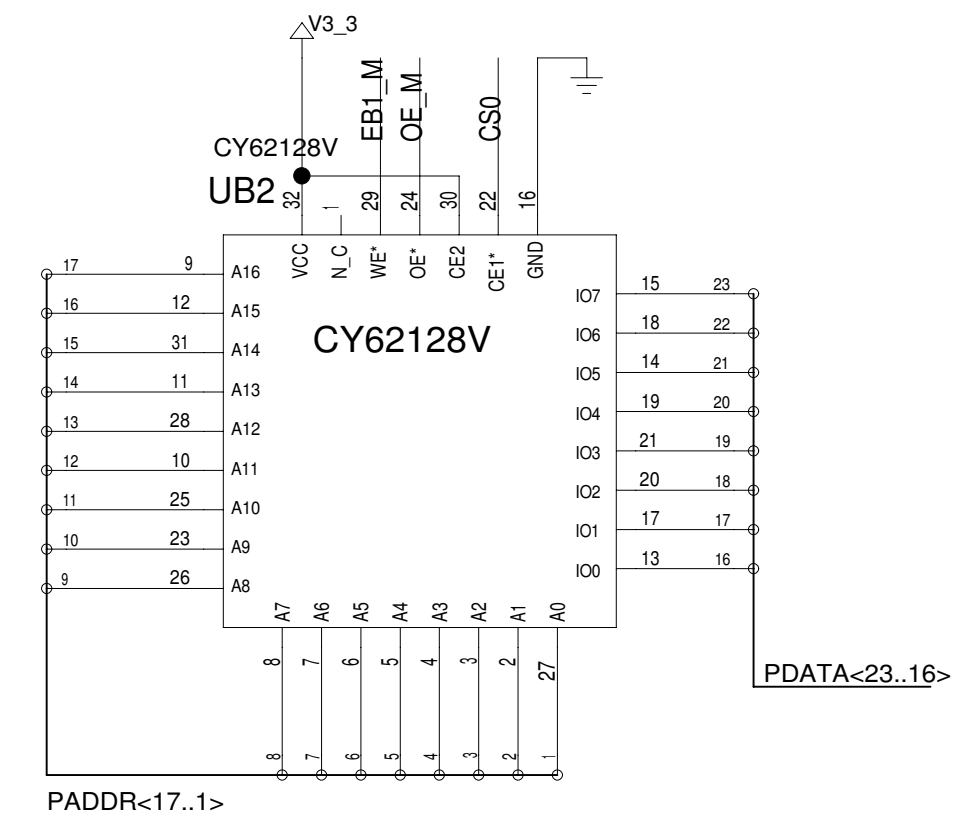 V3_3
EB1_M
OE_M
CS0
CY62128V
UB2
32
1
29
24
30
22
16
VCC
N_C
WE*
OE*
CE2
CE1*
GND
CY62128V
17 9 A16
16 12 A15
15 31 A14
14 11 A13
13 28 A12
12 10 A11
11 25 A10
10 23 A9
9 26 A8
IO7 15 23
IO6 18 22
IO5 14 21
IO4 19 20
IO3 21 19
IO2 20 18
IO1 17 17
IO0 13 16
A7 A6 A5 A4 A3 A2 A1 A0
8 7 6 5 4 3 2 27
8 7 6 5 4 3 2 1
PDATA<23..16>
PADDR<17..1>